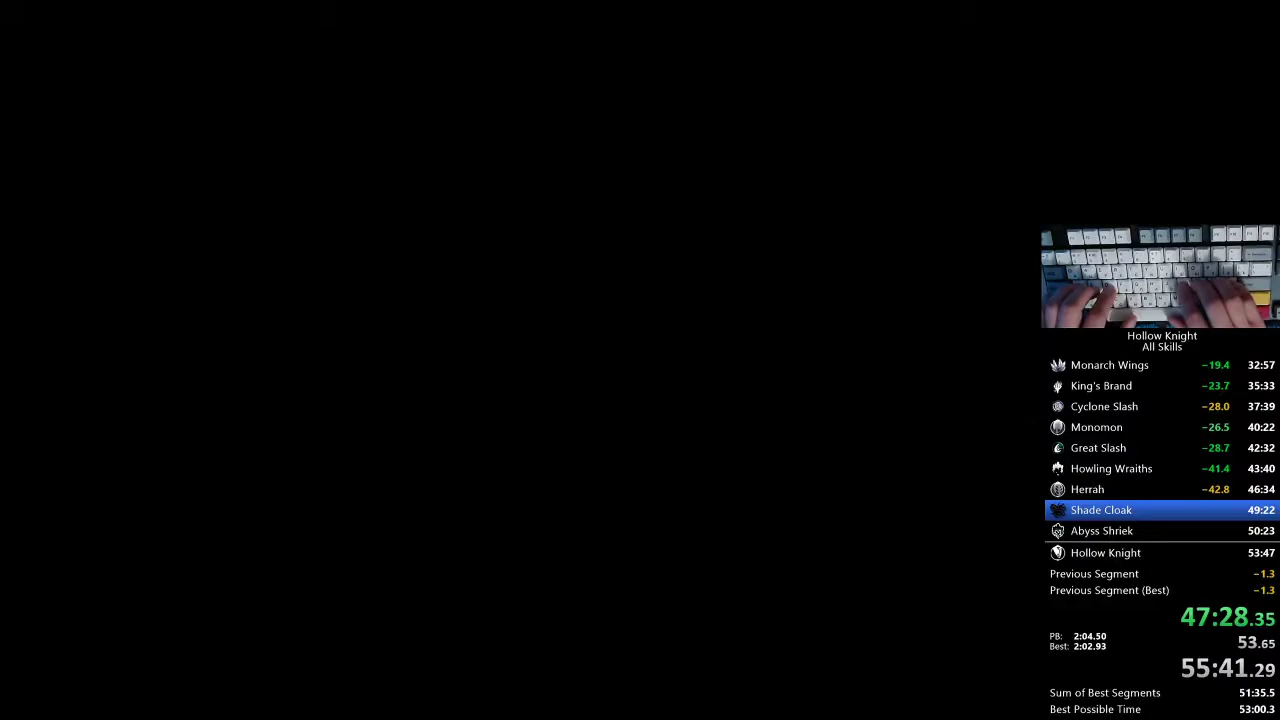 Hollow Knight
All Skills
Monarch Wings −19.4 32:57
King's Brand −23.7 35:33
Cyclone Slash −28.0 37:39
Monomon −26.5 40:22
Great Slash −28.7 42:32
Howling Wraiths −41.4 43:40
Herrah −42.8 46:34
Shade Cloak 49:22
Abyss Shriek 50:23
Hollow Knight 53:47
Previous Segment −1.3
Previous Segment (Best) −1.3
47:28.35
PB: 2:04.50
Best: 2:02.93
53.65
55:41.29
Sum of Best Segments 51:35.5
Best Possible Time 53:00.3